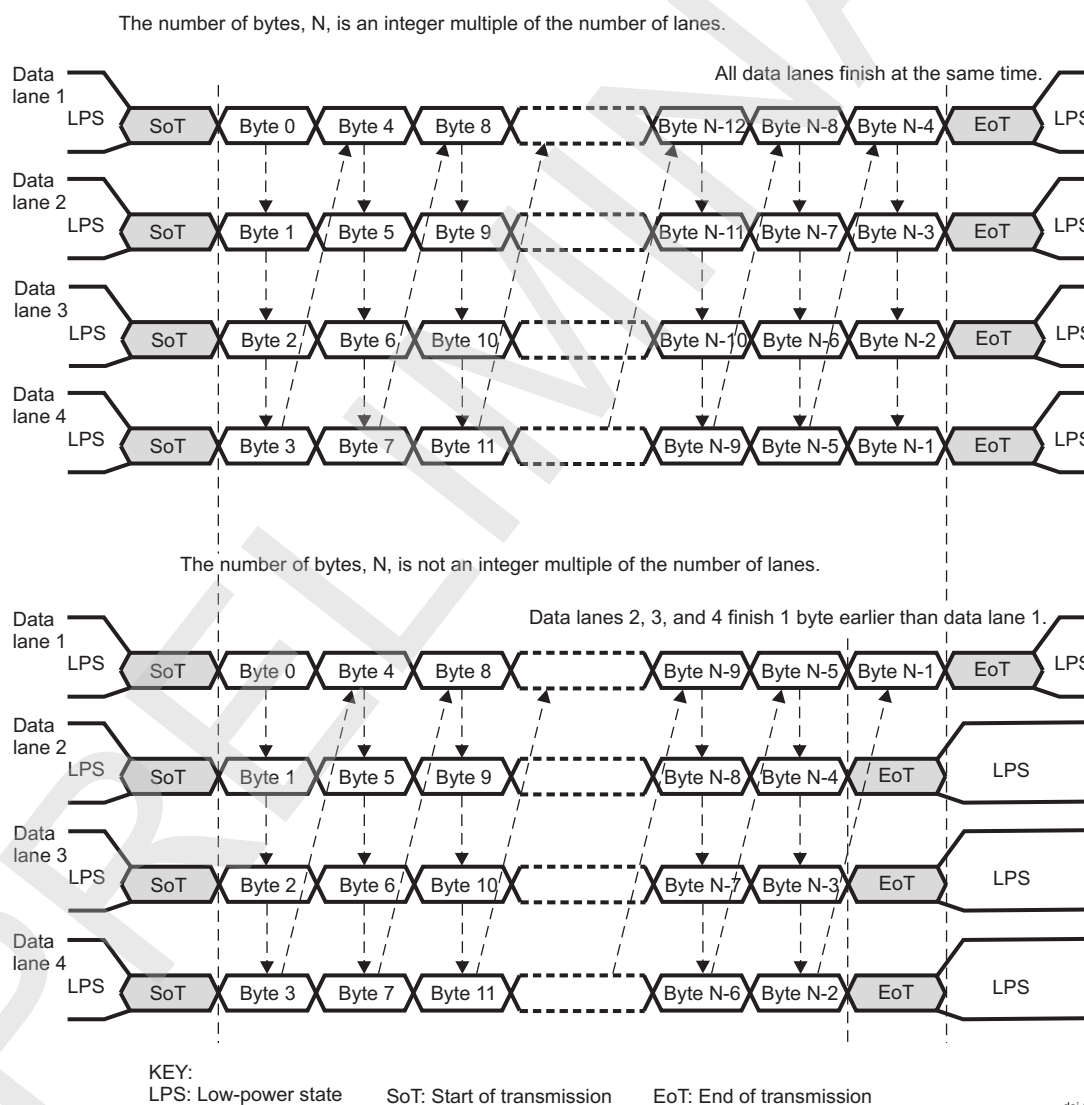 The number of bytes, N, is an integer multiple of the number of lanes.
All data lanes finish at the same time.
Data
lane 1
LPS SoT Byte 0 Byte 4 Byte 8 Byte N-12 Byte N-8 Byte N-4 EoT LPS
Data
lane 2
LPS SoT Byte 1 Byte 5 Byte 9 Byte N-11 Byte N-7 Byte N-3 EoT LPS
Data
lane 3
LPS SoT Byte 2 Byte 6 Byte 10 Byte N-10 Byte N-6 Byte N-2 EoT LPS
Data
lane 4
LPS SoT Byte 3 Byte 7 Byte 11 Byte N-9 Byte N-5 Byte N-1 EoT LPS
The number of bytes, N, is not an integer multiple of the number of lanes.
Data lanes 2, 3, and 4 finish 1 byte earlier than data lane 1.
Data
lane 1
LPS SoT Byte 0 Byte 4 Byte 8 Byte N-9 Byte N-5 Byte N-1 EoT LPS
Data
lane 2
LPS SoT Byte 1 Byte 5 Byte 9 Byte N-8 Byte N-4 EoT LPS
Data
lane 3
LPS SoT Byte 2 Byte 6 Byte 10 Byte N-7 Byte N-3 EoT LPS
Data
lane 4
LPS SoT Byte 3 Byte 7 Byte 11 Byte N-6 Byte N-2 EoT LPS
KEY:
LPS: Low-power state SoT: Start of transmission EoT: End of transmission
PRELIMINA